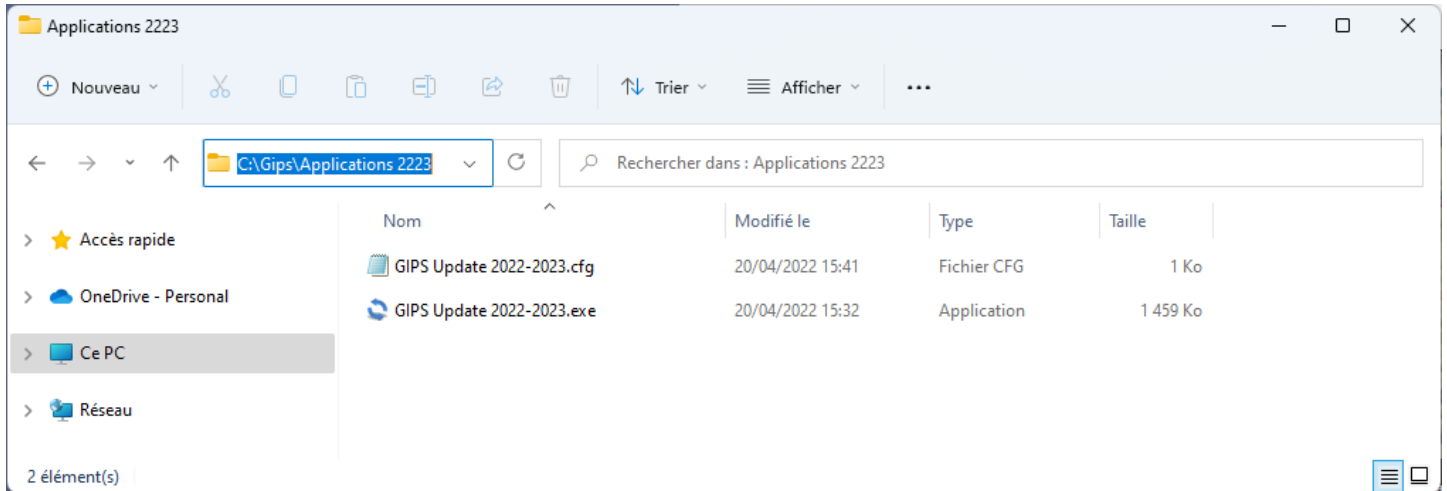 Applications 2223
Nouveau Trier Afficher
C:\Gips\Applications 2223 Rechercher dans : Applications 2223
Nom Modifié le Type Taille
Accès rapide
GIPS Update 2022-2023.cfg 20/04/2022 15:41 Fichier CFG 1 Ko
OneDrive - Personal
GIPS Update 2022-2023.exe 20/04/2022 15:32 Application 1 459 Ko
Ce PC
Réseau
2 élément(s)